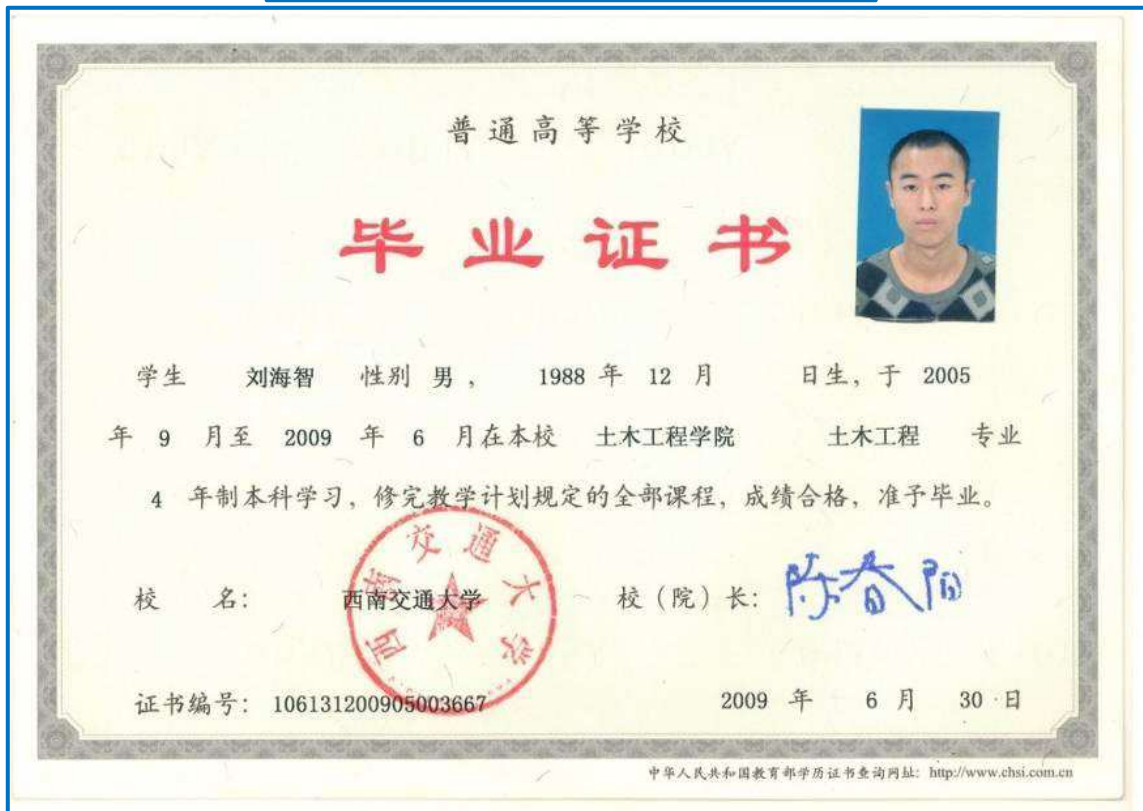 普通高等学校
毕业证书
学生 刘海智 性别 男 ， 1988 年 12 月 日生，于 2005
年 9 月至 2009 年 6 月在本校 土木工程学院 土木工程 专业
4 年制本科学习，修完教学计划规定的全部课程，成绩合格，准予毕业。
校 名： 西南交通大学 校（院）长： 陈春阳
西南交通大学
证书编号： 106131200905003667 2009 年 6 月 30 日
中华人民共和国教育部学历证书查询网址： http://www.chsi.com.cn